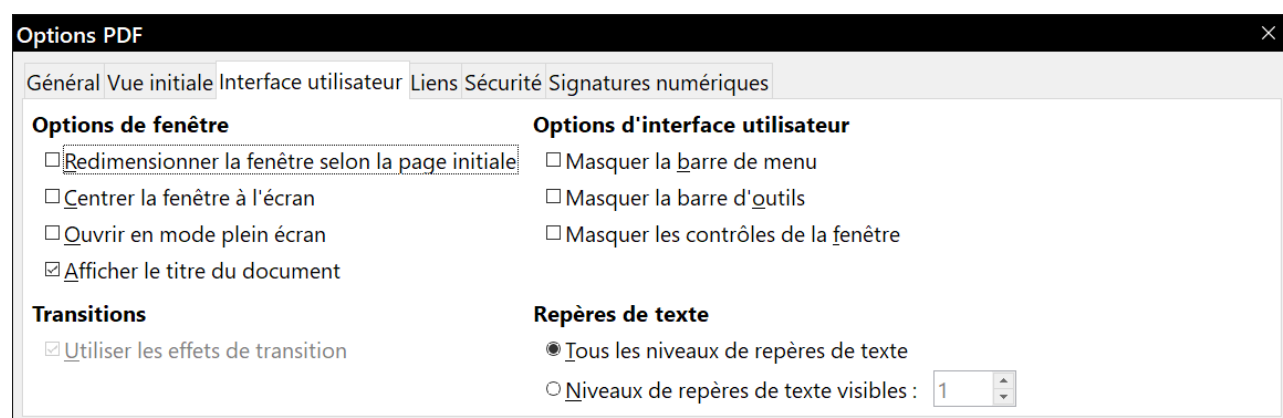 Options PDF
Général Vue initiale Interface utilisateur Liens Sécurité Signatures numériques
Options de fenêtre
Redimensionner la fenêtre selon la page initiale
Centrer la fenêtre à l'écran
Ouvrir en mode plein écran
Afficher le titre du document
Options d'interface utilisateur
Masquer la barre de menu
Masquer la barre d'outils
Masquer les contrôles de la fenêtre
Transitions
Utiliser les effets de transition
Repères de texte
Tous les niveaux de repères de texte
Niveaux de repères de texte visibles : 1